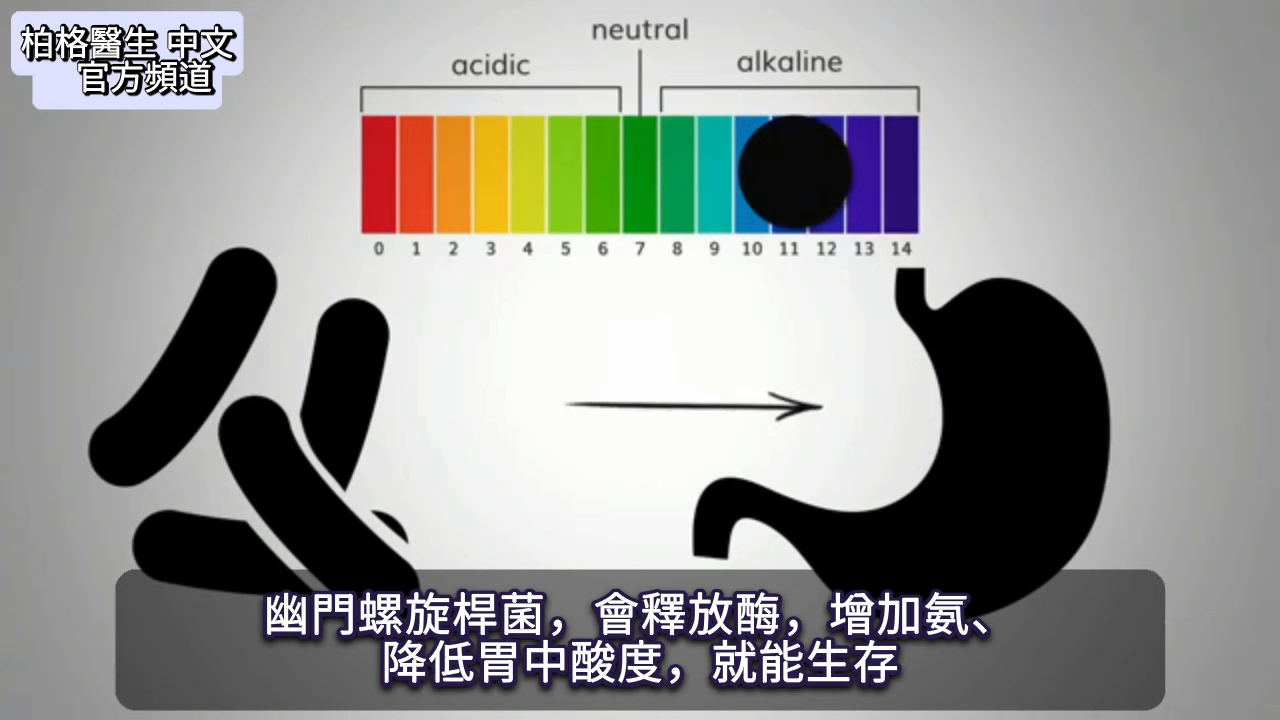 柏格醫生 中文
官方頻道
neutral
acidic
alkaline
0 1 2 3 4 5 6 7 8 9 10 11 12 13 14
幽門螺旋桿菌，會釋放酶，增加氨、
降低胃中酸度，就能生存